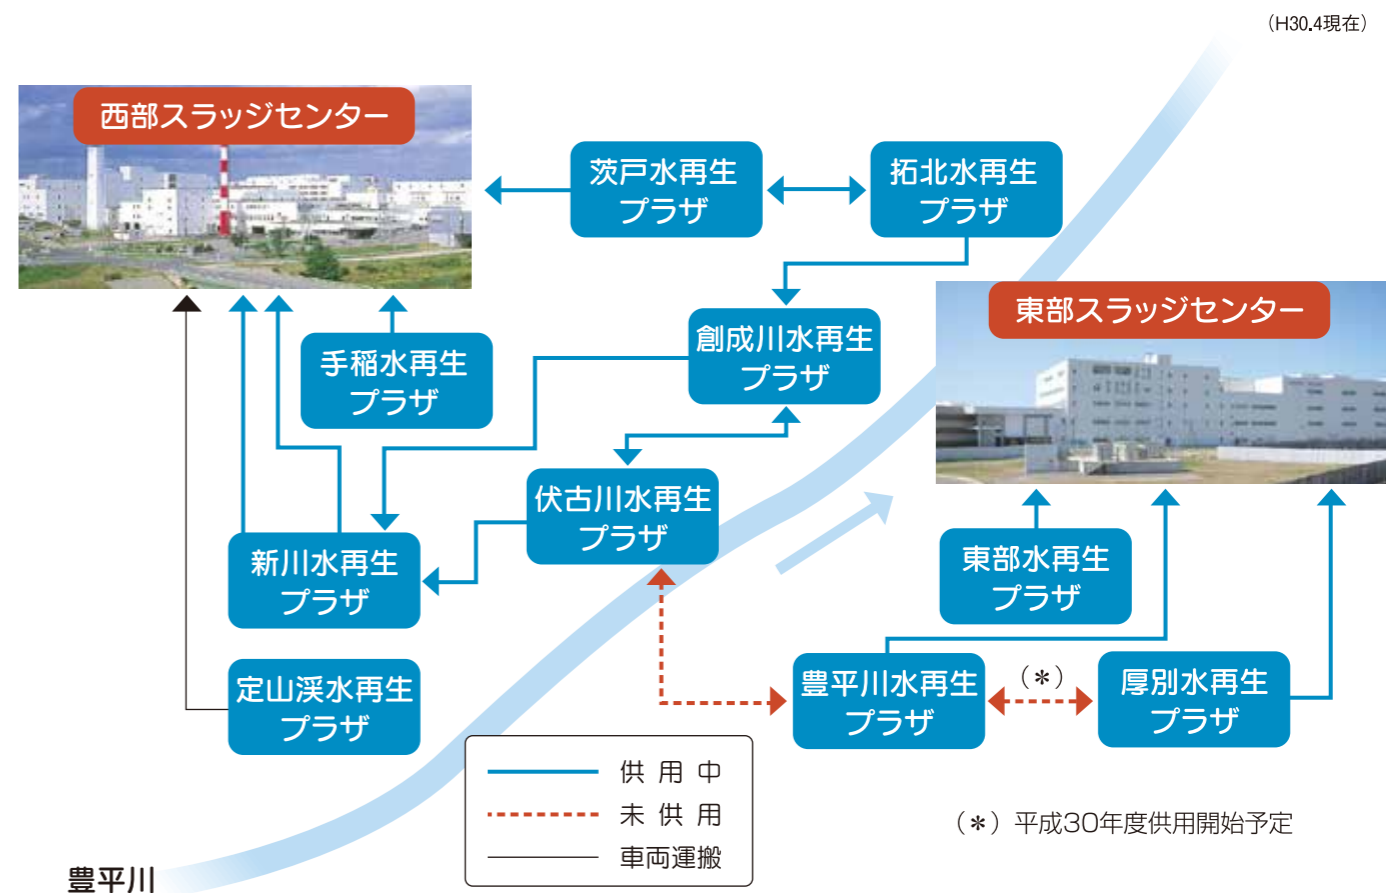 （H30.4現在）
西部スラッジセンター
茨戸水再生
プラザ
拓北水再生
プラザ
東部スラッジセンター
手稲水再生
プラザ
創成川水再生
プラザ
伏古川水再生
プラザ
新川水再生
プラザ
東部水再生
プラザ
定山渓水再生
プラザ
豊平川水再生
プラザ
（＊）
厚別水再生
プラザ
供用中
未供用
車両運搬
（＊）平成30年度供用開始予定
豊平川